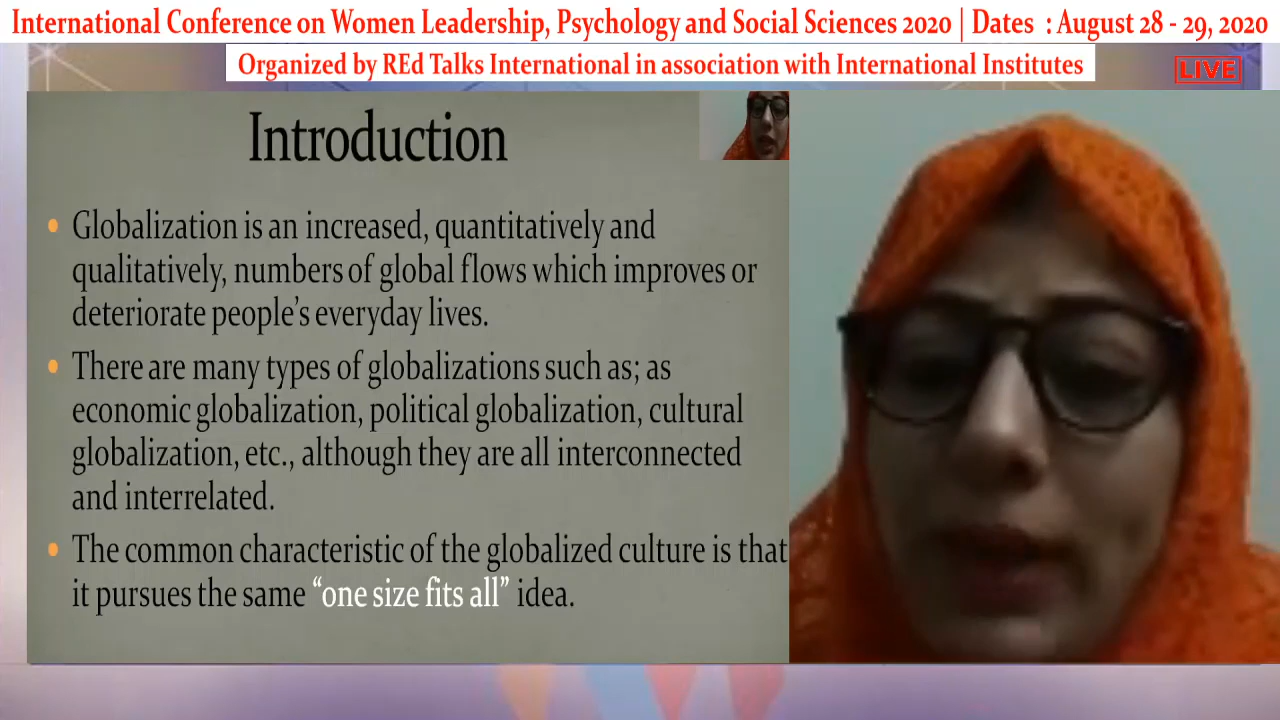 International Conference on Women Leadership, Psychology and Social Sciences 2020 | Dates : August 28 - 29, 2020
Organized by REd Talks International in association with International Institutes
LIVE
Introduction
• Globalization is an increased, quantitatively and
qualitatively, numbers of global flows which improves or
deteriorate people's everyday lives.
• There are many types of globalizations such as; as
economic globalization, political globalization, cultural
globalization, etc., although they are all interconnected
and interrelated.
• The common characteristic of the globalized culture is that
it pursues the same “one size fits all” idea.